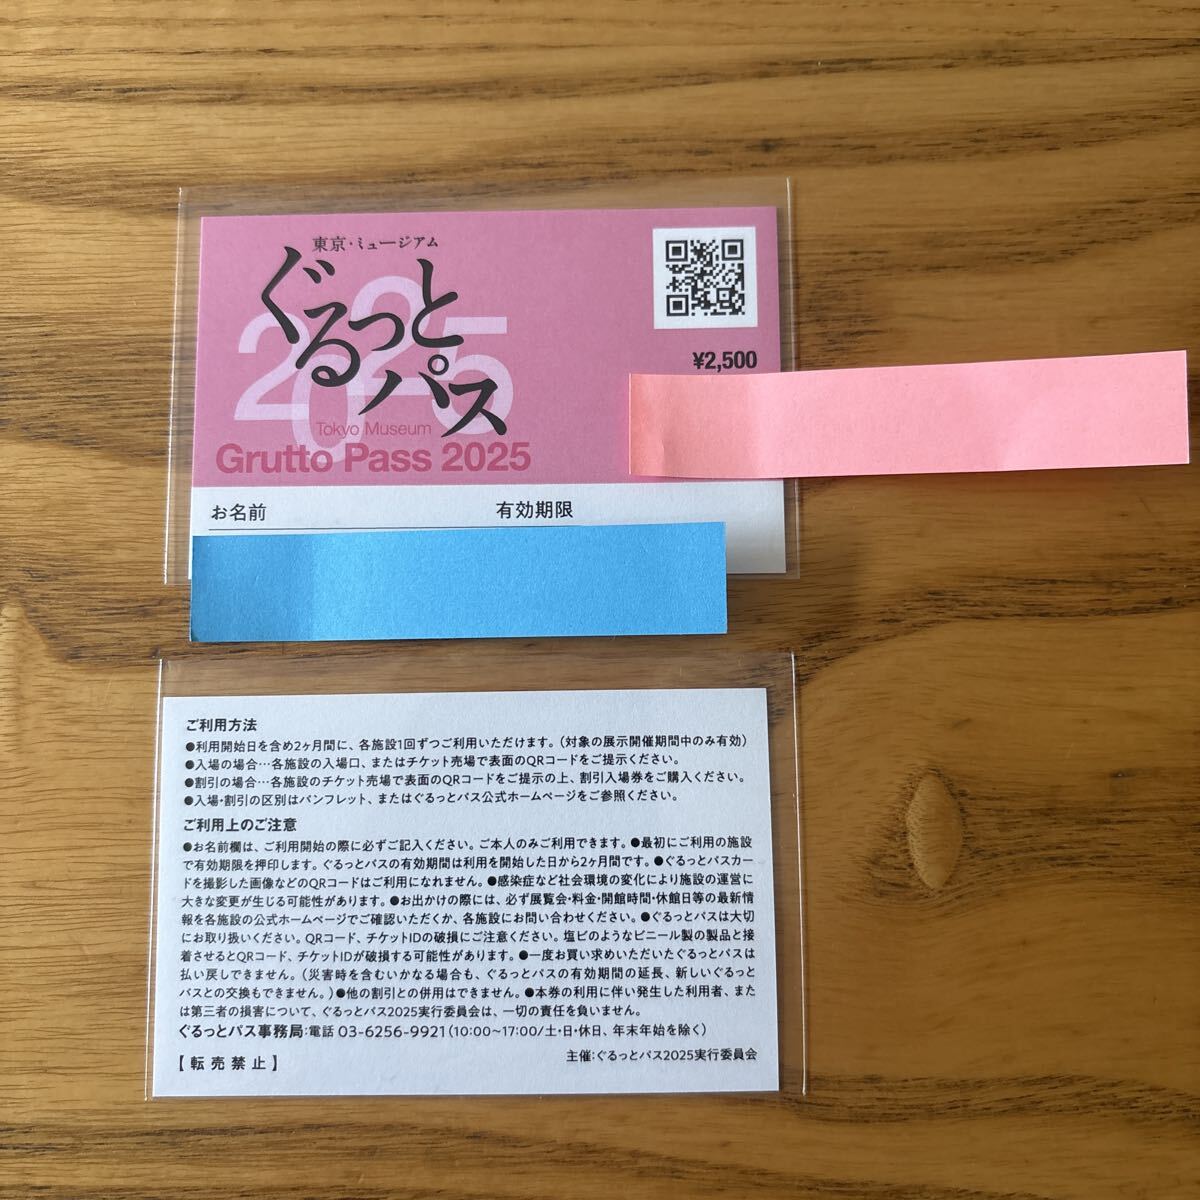 東京・ミュージアム
ぐるっと
パス
2025
Tokyo Museum
Grutto Pass 2025
¥2,500
お名前
有効期限
ご利用方法
●利用開始日を含め2ヶ月間に、各施設1回ずつご利用いただけます。(対象の展示開催期間中のみ有効)
●入場の場合…各施設の入場口、またはチケット売場で表面のQRコードをご提示ください。
●割引の場合…各施設のチケット売場で表面のQRコードをご提示の上、割引入場券をご購入ください。
●入場・割引の区別はパンフレット、またはぐるっとパス公式ホームページをご参照ください。
ご利用上のご注意
●お名前欄は、ご利用開始の際に必ずご記入ください。ご本人のみご利用できます。●最初にご利用の施設
で有効期限を押印します。ぐるっとパスの有効期間は利用を開始した日から2ヶ月間です。●ぐるっとパスカー
ドを撮影した画像などのQRコードはご利用になれません。●感染症など社会環境の変化により施設の運営に
大きな変更が生じる可能性があります。●お出かけの際には、必ず展覧会・料金・開館時間・休館日等の最新情
報を各施設の公式ホームページでご確認いただくか、各施設にお問い合わせください。●ぐるっとパスは大切
にお取り扱いください。QRコード、チケットIDの破損にご注意ください。塩ビのようなビニール製の製品と接
着させるとQRコード、チケットIDが破損する可能性があります。●一度お買い求めいただいたぐるっとパスは
払い戻しできません。(災害時を含むいかなる場合も、ぐるっとパスの有効期間の延長、新しいぐるっと
パスとの交換もできません。)●他の割引との併用はできません。●本券の利用に伴い発生した利用者、また
は第三者の損害について、ぐるっとパス2025実行委員会は、一切の責任を負いません。
ぐるっとパス事務局:電話 03-6256-9921(10:00~17:00/土・日・休日、年末年始を除く)
【転売禁止】
主催:ぐるっとパス2025実行委員会